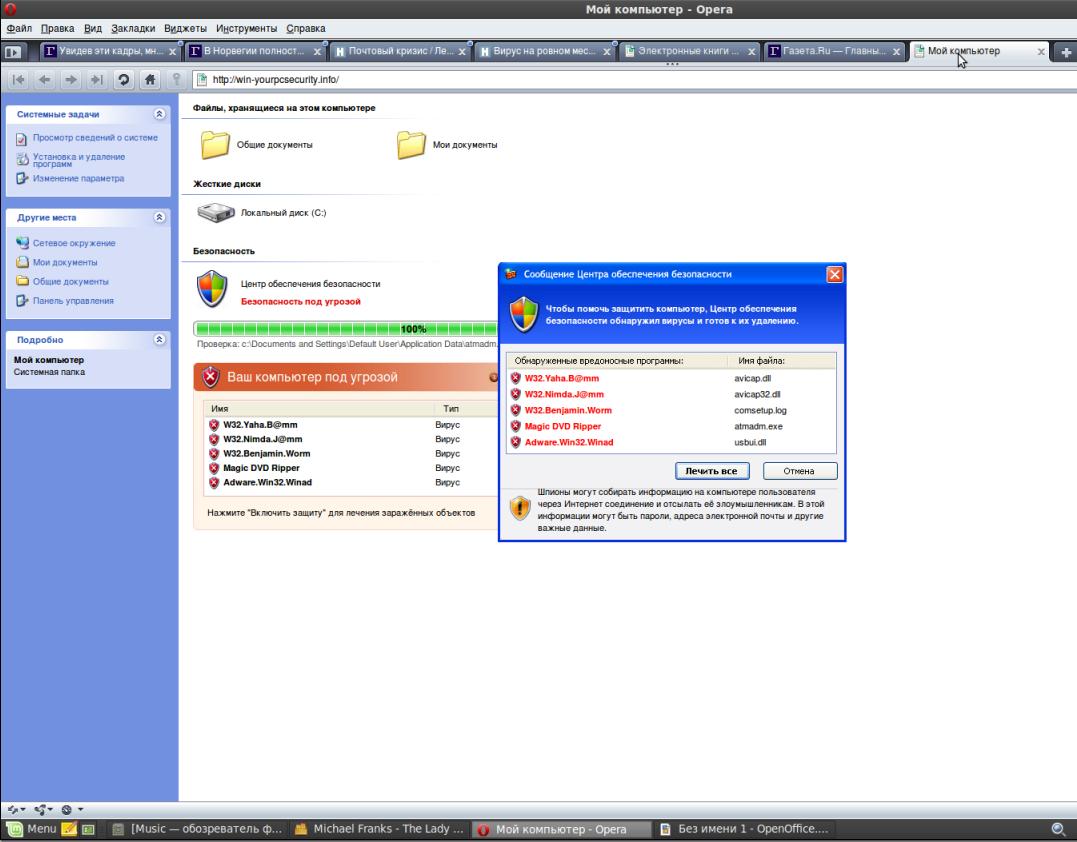 Мой компьютер - Opera
Файл Правка Вид Закладки Виджеты Инструменты Справка
Увидев эти кадры, мн... В Норвегии полност... Почтовый кризис / Ле... Вирус на ровном мес... Электронные книги ... Газета.Ru — Главны... Мой компьютер
http://win-yourpcsecurity.info/
Системные задачи
Просмотр сведений о системе
Установка и удаление
программ
Изменение параметра
Другие места
Сетевое окружение
Мои документы
Общие документы
Панель управления
Подробно
Мой компьютер
Системная папка
Файлы, хранящиеся на этом компьютере
Общие документы Мои документы
Жесткие диски
Локальный диск (C:)
Безопасность
Центр обеспечения безопасности
Безопасность под угрозой
100%
Проверка: c:\Documents and Settings\Default User\Application Data\atmadm.
Ваш компьютер под угрозой
Имя Тип
W32.Yaha.B@mm Вирус
W32.Nimda.J@mm Вирус
W32.Benjamin.Worm Вирус
Magic DVD Ripper Вирус
Adware.Win32.Winad Вирус
Нажмите "Включить защиту" для лечения заражённых объектов
Сообщение Центра обеспечения безопасности
Чтобы помочь защитить компьютер, Центр обеспечения
безопасности обнаружил вирусы и готов к их удалению.
Обнаруженные вредоносные программы: Имя файла:
W32.Yaha.B@mm avicap.dll
W32.Nimda.J@mm avicap32.dll
W32.Benjamin.Worm comsetup.log
Magic DVD Ripper atmadm.exe
Adware.Win32.Winad usbui.dll
Лечить все Отмена
Шпионы могут собирать информацию на компьютере пользователя
через Интернет соединение и отсылать её злоумышленникам. В этой
информации могут быть пароли, адреса электронной почты и другие
важные данные.
Menu [Music — обозреватель ф... Michael Franks - The Lady ... Мой компьютер - Opera Без имени 1 - OpenOffice....